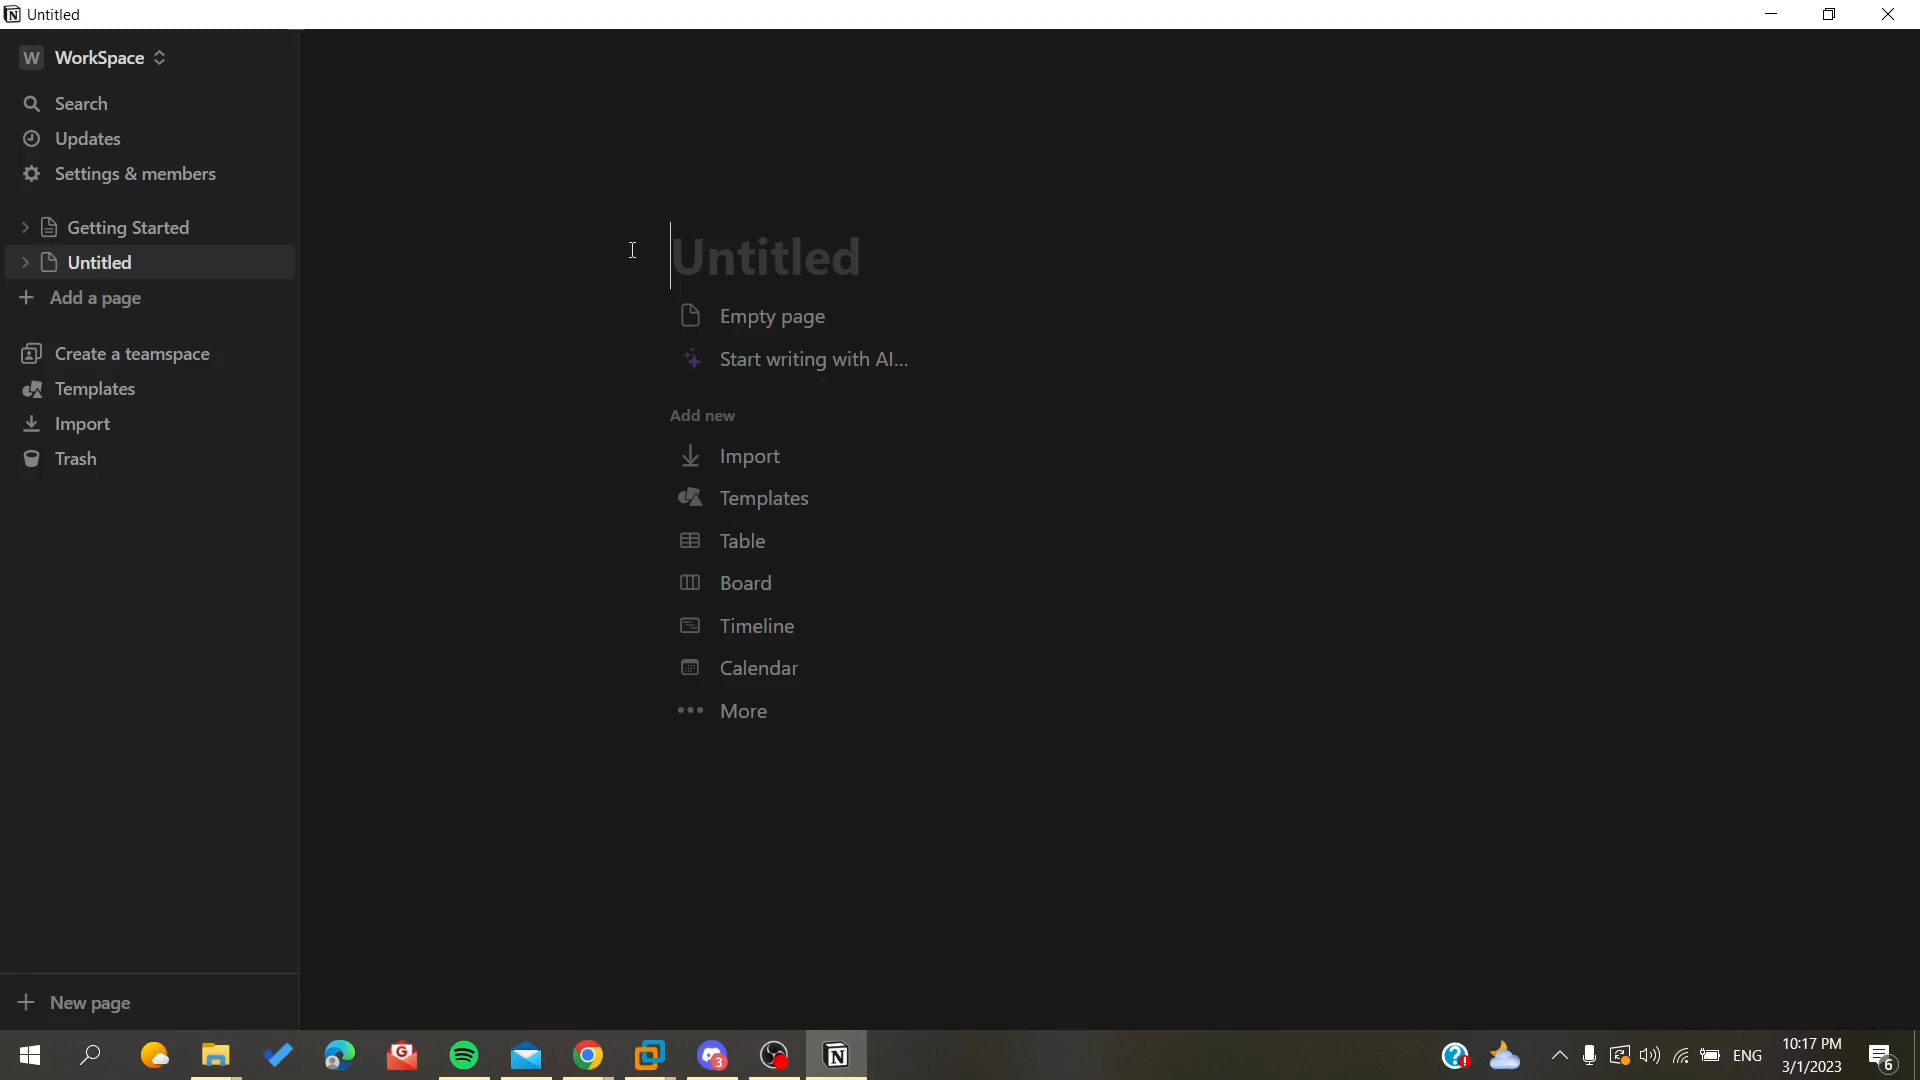 Untitled
W WorkSpace
Search
Updates
Settings & members
Getting Started
Untitled
Add a page
Create a teamspace
Templates
Import
Trash
New page
Untitled
Empty page
Start writing with AI...
Add new
Import
Templates
Table
Board
Timeline
Calendar
More
3
ENG
10:17 PM
3/1/2023
6